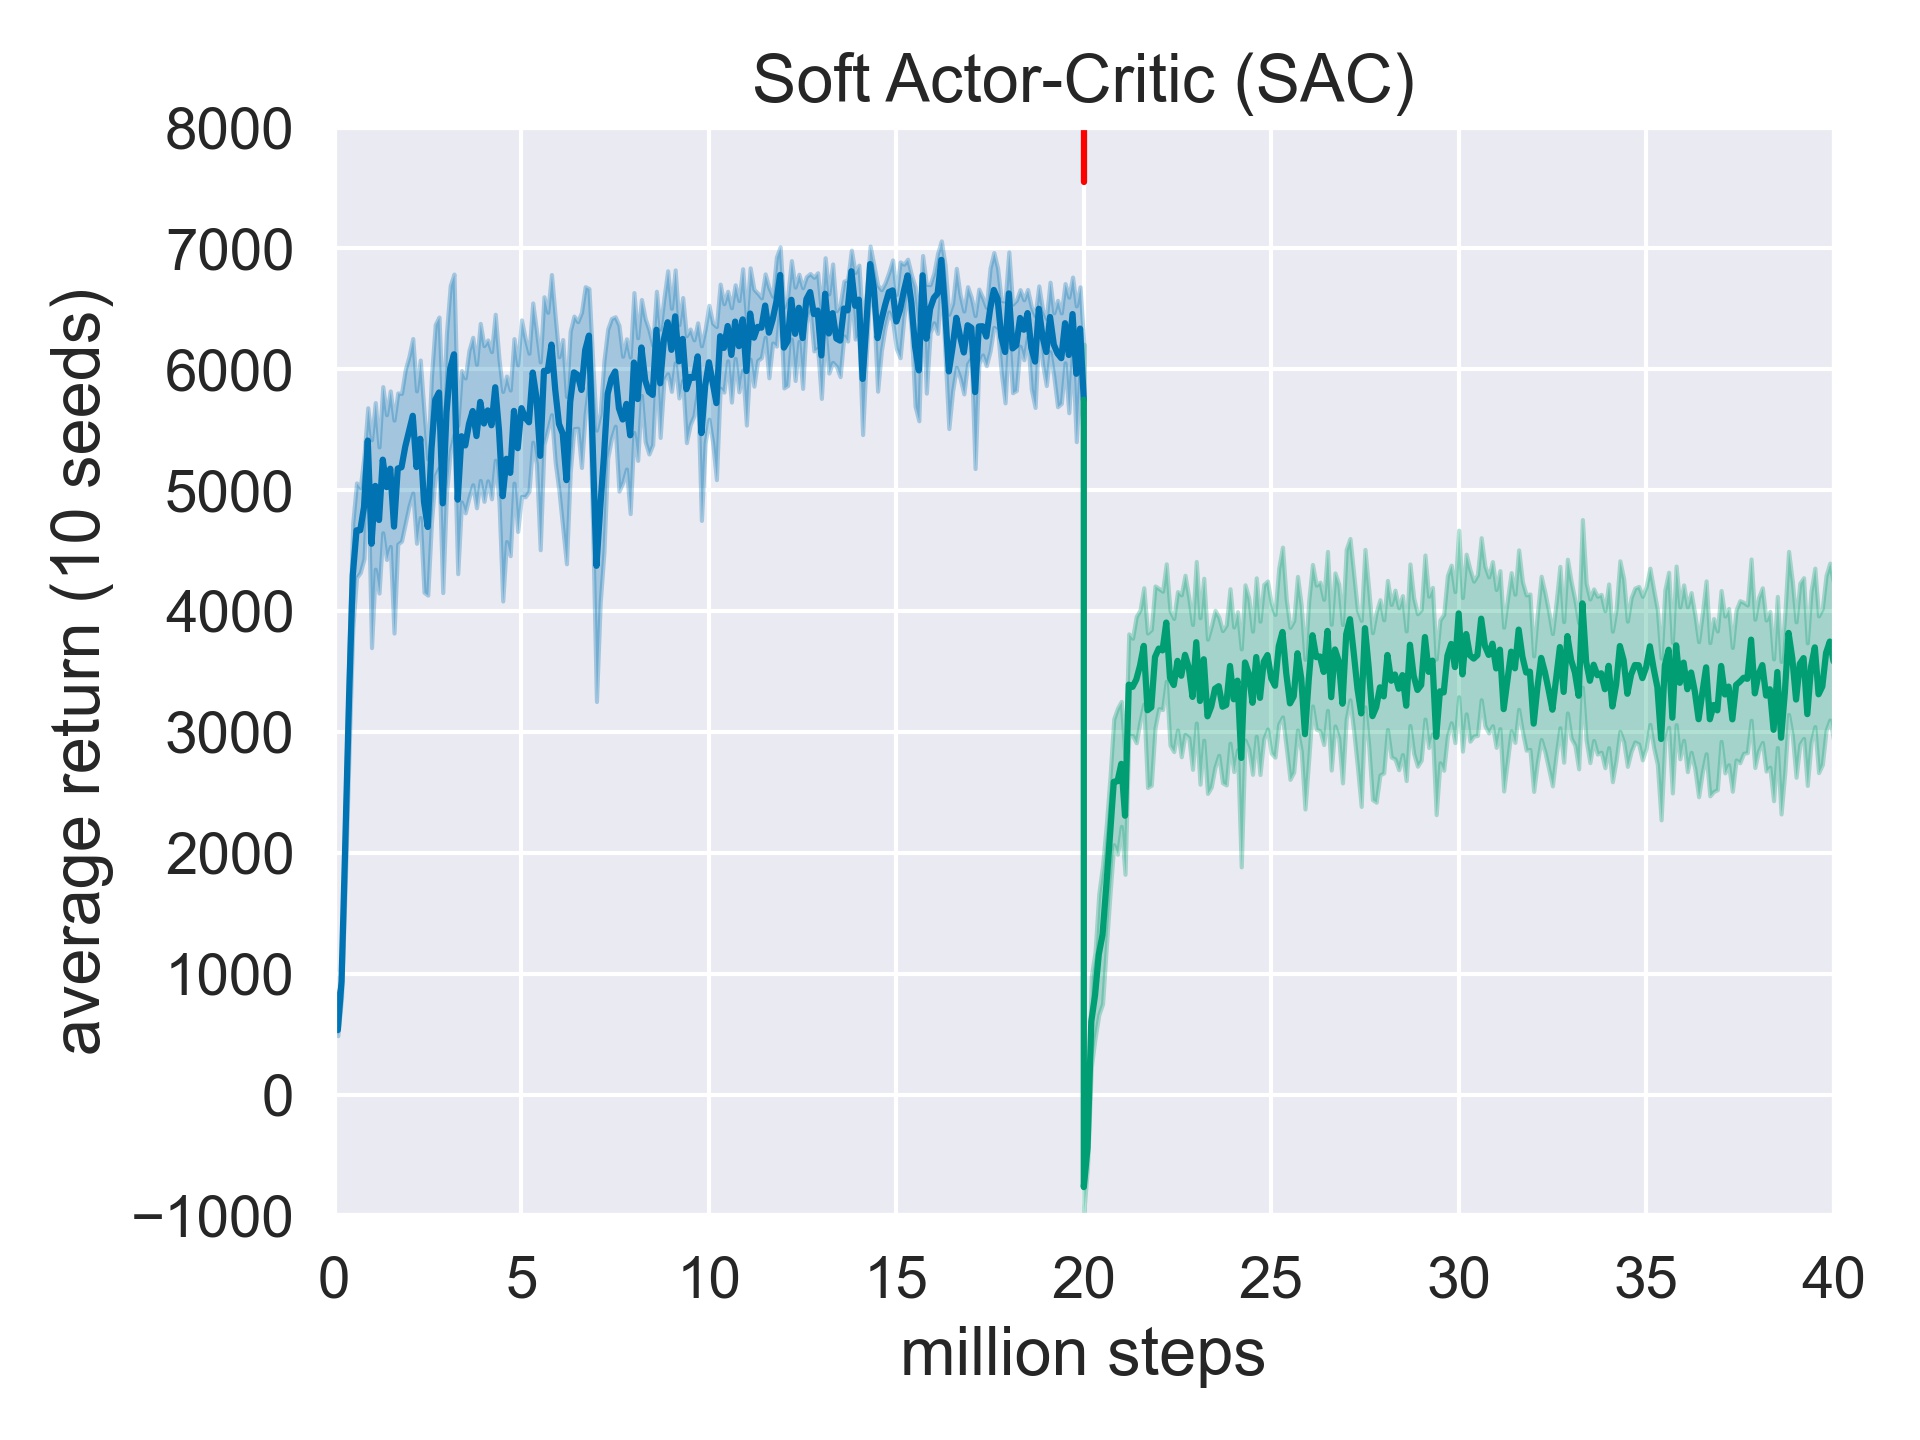 Soft Actor-Critic (SAC)
8000
7000
6000
5000
4000
3000
2000
1000
0
−1000
average return (10 seeds)
0 5 10 15 20 25 30 35 40
million steps